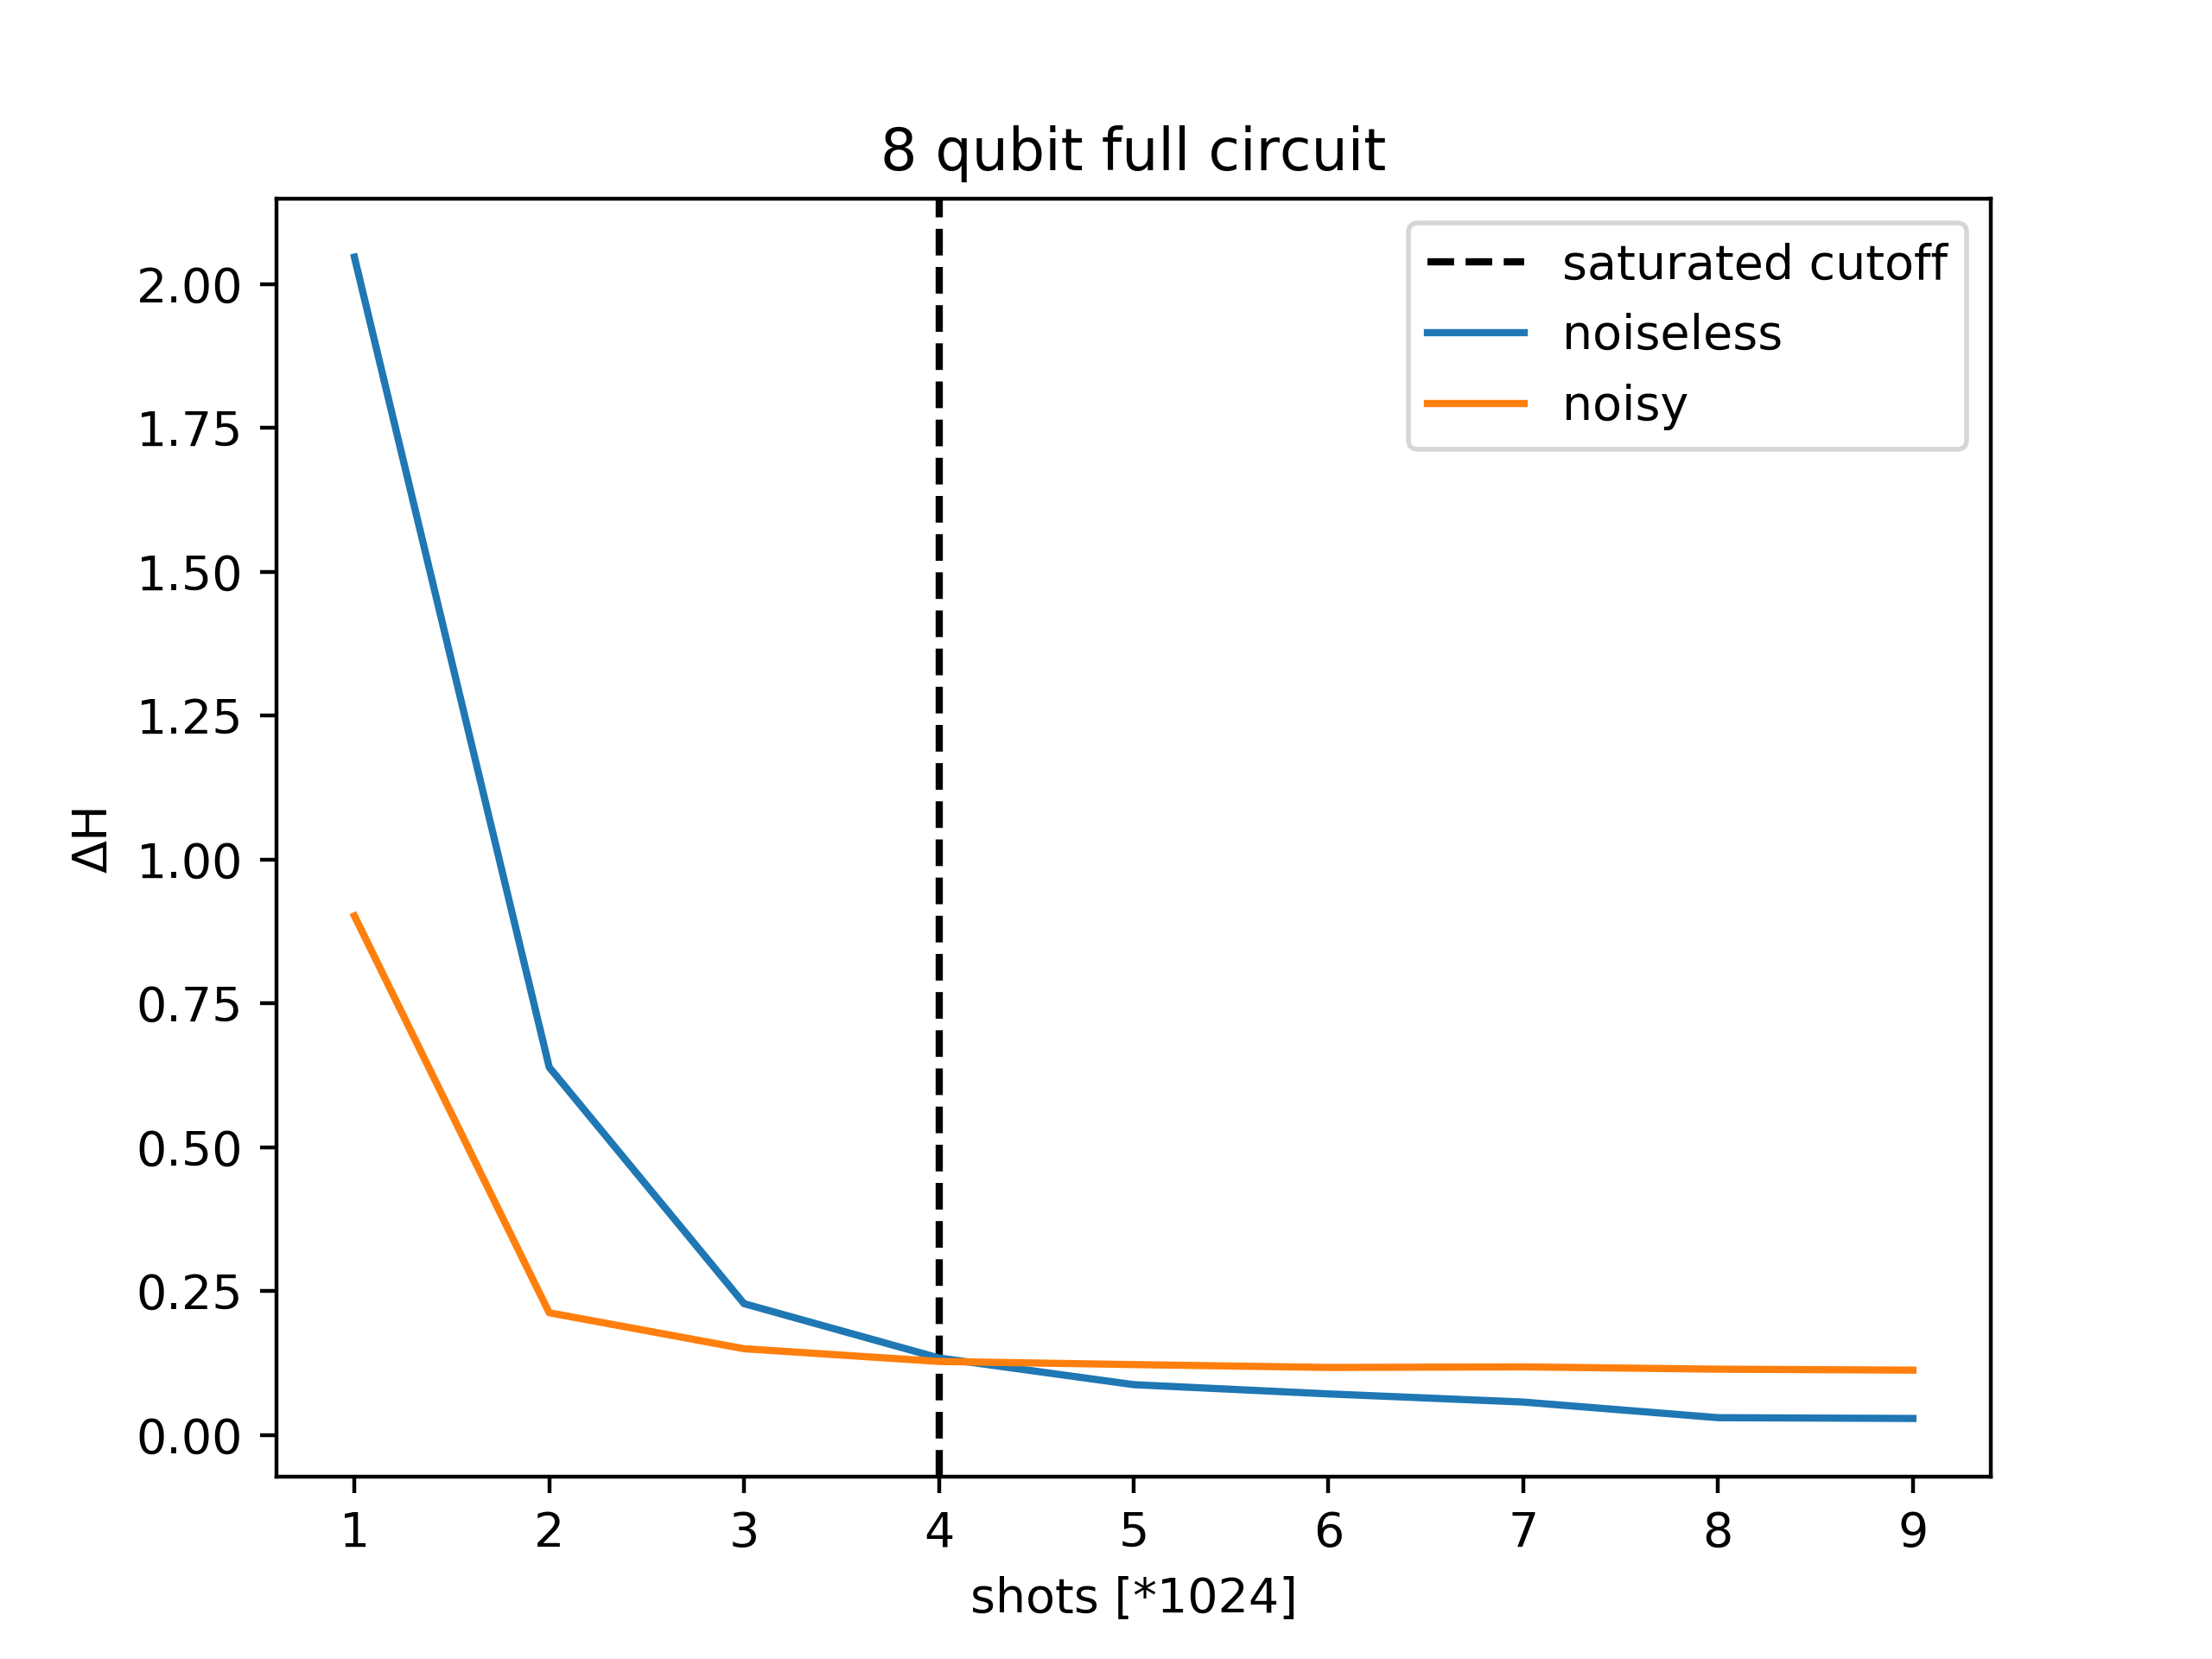 8 qubit full circuit
saturated cutoff
noiseless
noisy
2.00
1.75
1.50
1.25
1.00
0.75
0.50
0.25
0.00
ΔH
1 2 3 4 5 6 7 8 9
shots [*1024]